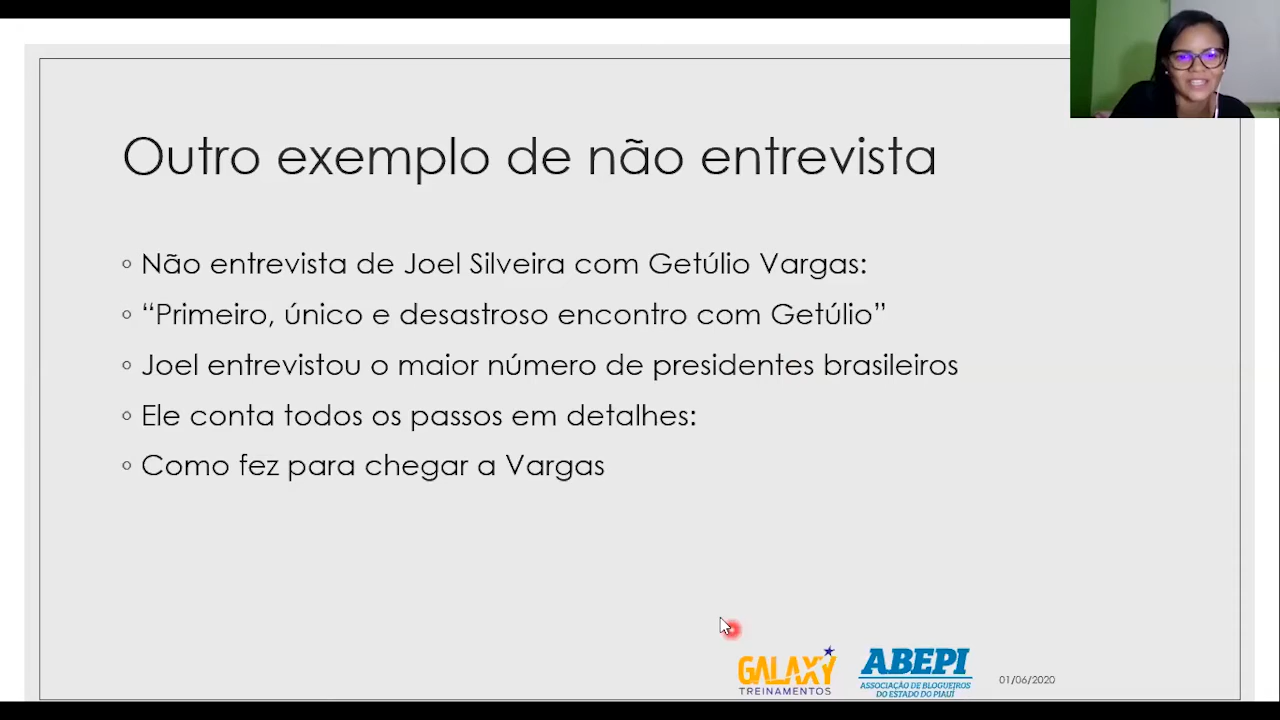 Outro exemplo de não entrevista
◦ Não entrevista de Joel Silveira com Getúlio Vargas:
◦ “Primeiro, único e desastroso encontro com Getúlio”
◦ Joel entrevistou o maior número de presidentes brasileiros
◦ Ele conta todos os passos em detalhes:
◦ Como fez para chegar a Vargas
GALAXY
TREINAMENTOS
ABEPI
ASSOCIAÇÃO DE BLOGUEIROS
DO ESTADO DO PIAUÍ
01/06/2020